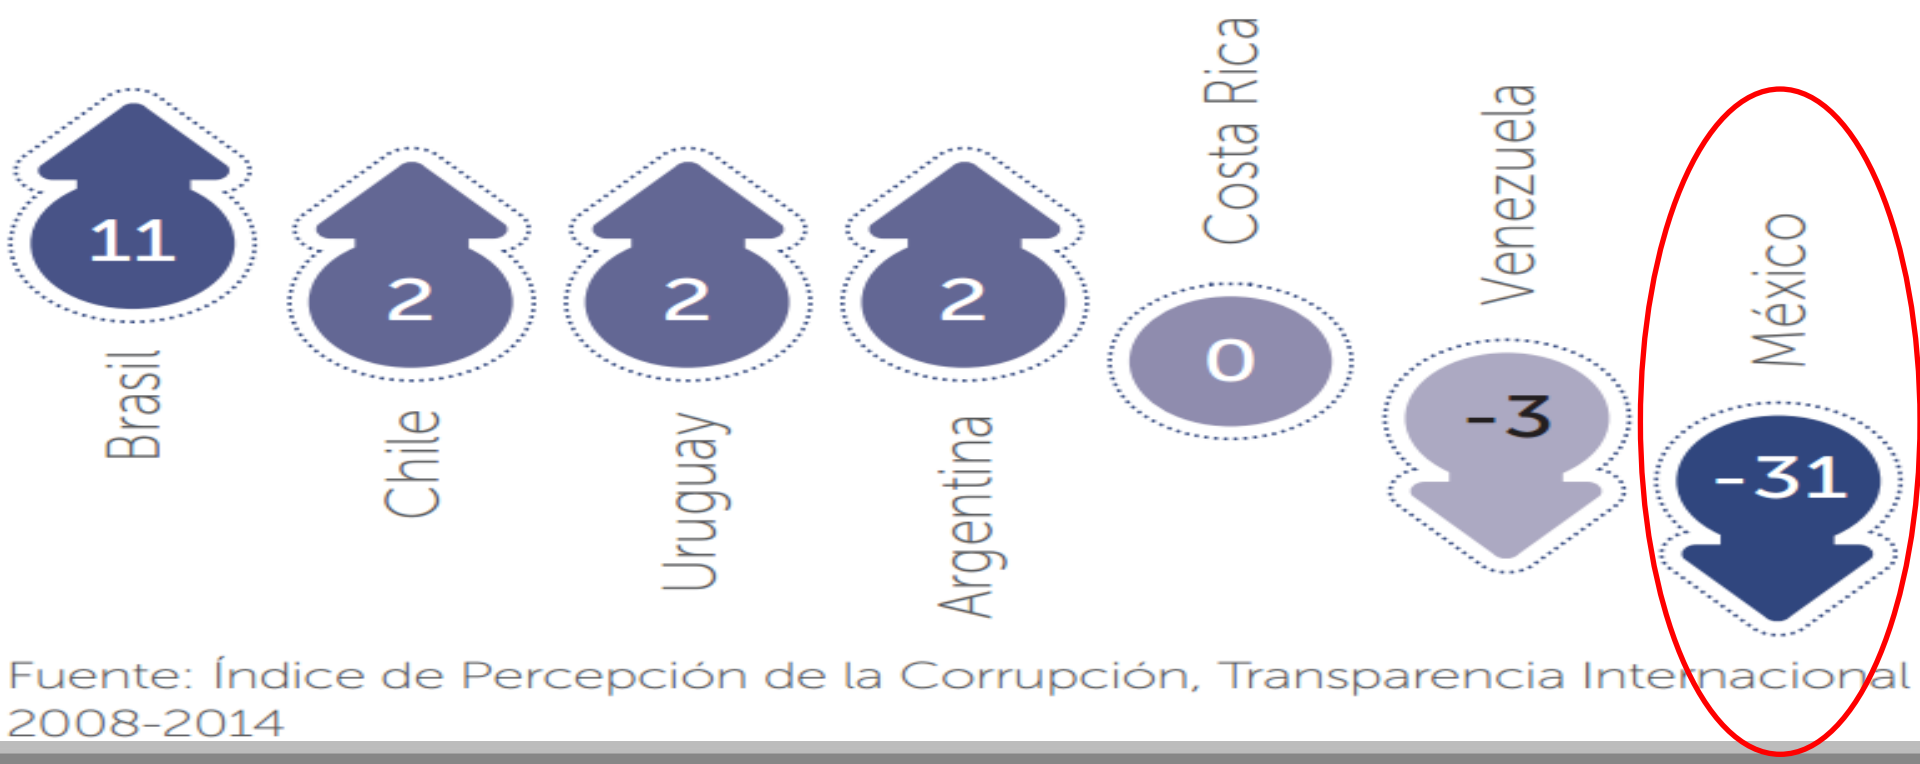 11
Brasil
2
Chile
2
Uruguay
2
Argentina
Costa Rica
0
Venezuela
-3
México
-31
Fuente: Índice de Percepción de la Corrupción, Transparencia Internacional
2008-2014